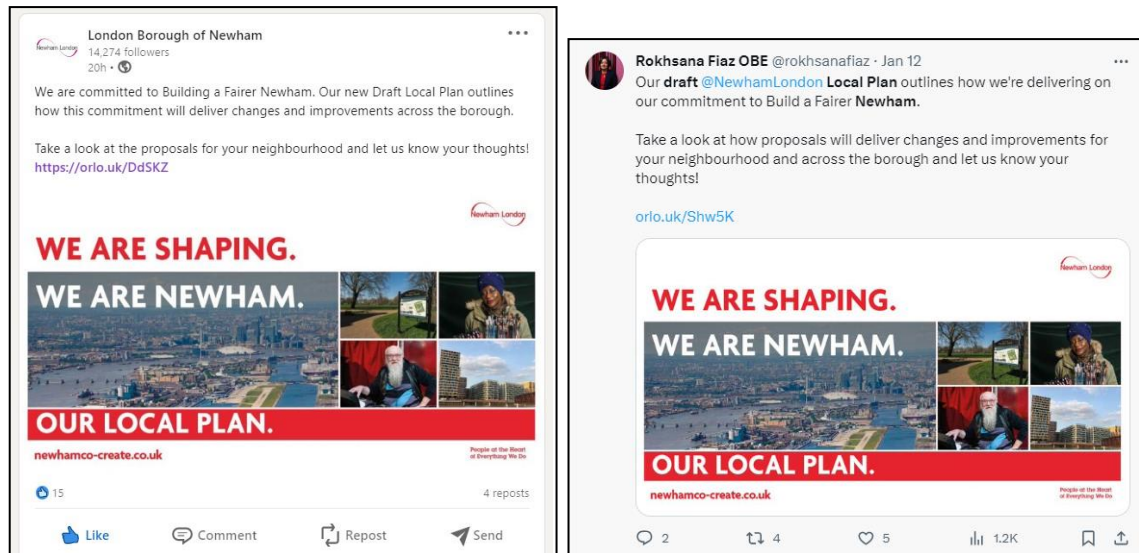 London Borough of Newham
14,274 followers
20h •
We are committed to Building a Fairer Newham. Our new Draft Local Plan outlines
how this commitment will deliver changes and improvements across the borough.
Take a look at the proposals for your neighbourhood and let us know your thoughts!
https://orlo.uk/DdSKZ
Newham London
WE ARE SHAPING.
WE ARE NEWHAM.
OUR LOCAL PLAN.
newhamco-create.co.uk
People at the Heart
of Everything We Do
15
4 reposts
Like Comment Repost Send
Rokhsana Fiaz OBE @rokhsanafiaz · Jan 12
Our draft @NewhamLondon Local Plan outlines how we're delivering on
our commitment to Build a Fairer Newham.
Take a look at how proposals will deliver changes and improvements for
your neighbourhood and across the borough and let us know your
thoughts!
orlo.uk/Shw5K
Newham London
WE ARE SHAPING.
WE ARE NEWHAM.
OUR LOCAL PLAN.
newhamco-create.co.uk
People at the Heart
of Everything We Do
2 4 5 1.2K